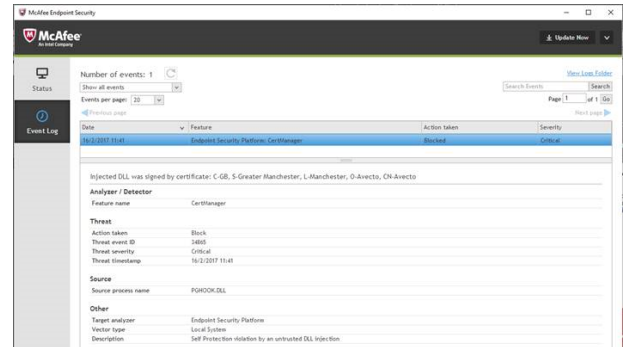 McAfee Endpoint Security
McAfee
An Intel Company
Update Now
Status
Event Log
Number of events: 1
View Logs Folder
Show all events
Search Events
Search
Events per page: 20
Page 1 of 1 Go
Previous page
Next page
Date Feature Action taken Severity
16/2/2017 11:41 Endpoint Security Platform: CertManager Blocked Critical
Injected DLL was signed by certificate: C-GB, S-Greater Manchester, L-Manchester, O-Avecto, CN-Avecto
Analyzer / Detector
Feature name CertManager
Threat
Action taken Block
Threat event ID 34865
Threat severity Critical
Threat timestamp 16/2/2017 11:41
Source
Source process name PGHOOK.DLL
Other
Target analyzer Endpoint Security Platform
Vector type Local System
Description Self Protection violation by an untrusted DLL injection